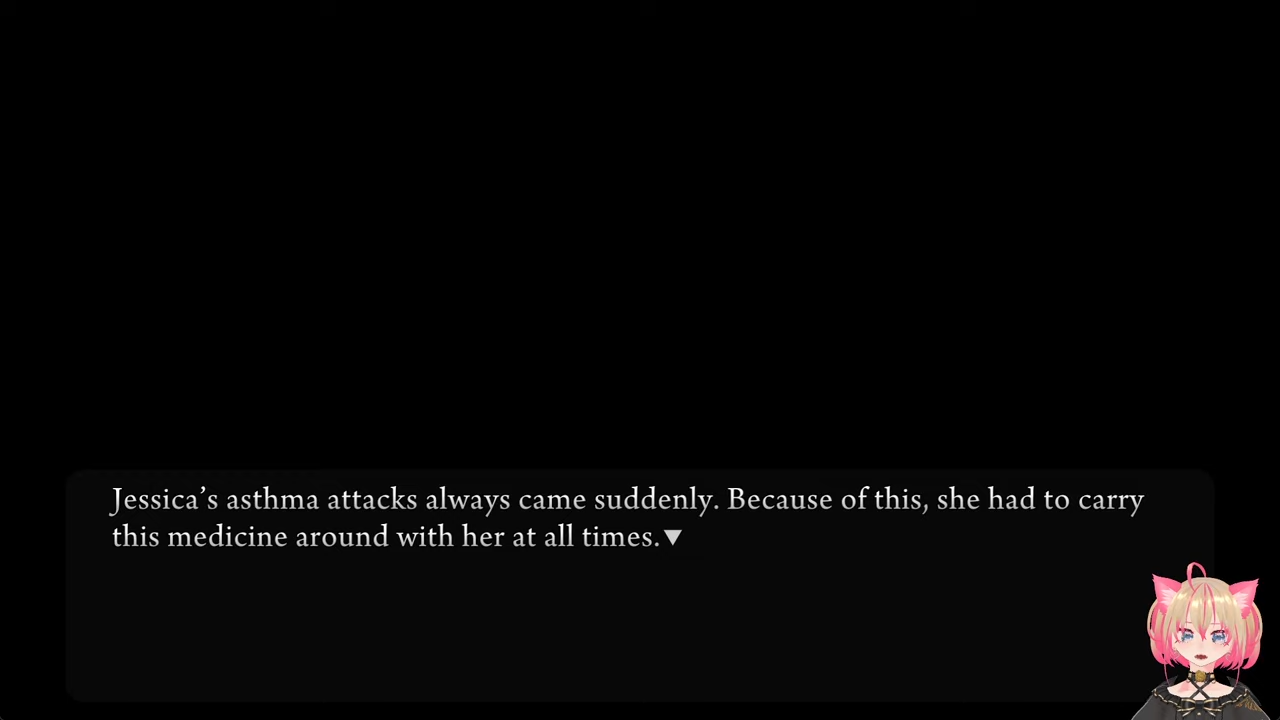 Jessica’s asthma attacks always came suddenly. Because of this, she had to carry
this medicine around with her at all times.▼